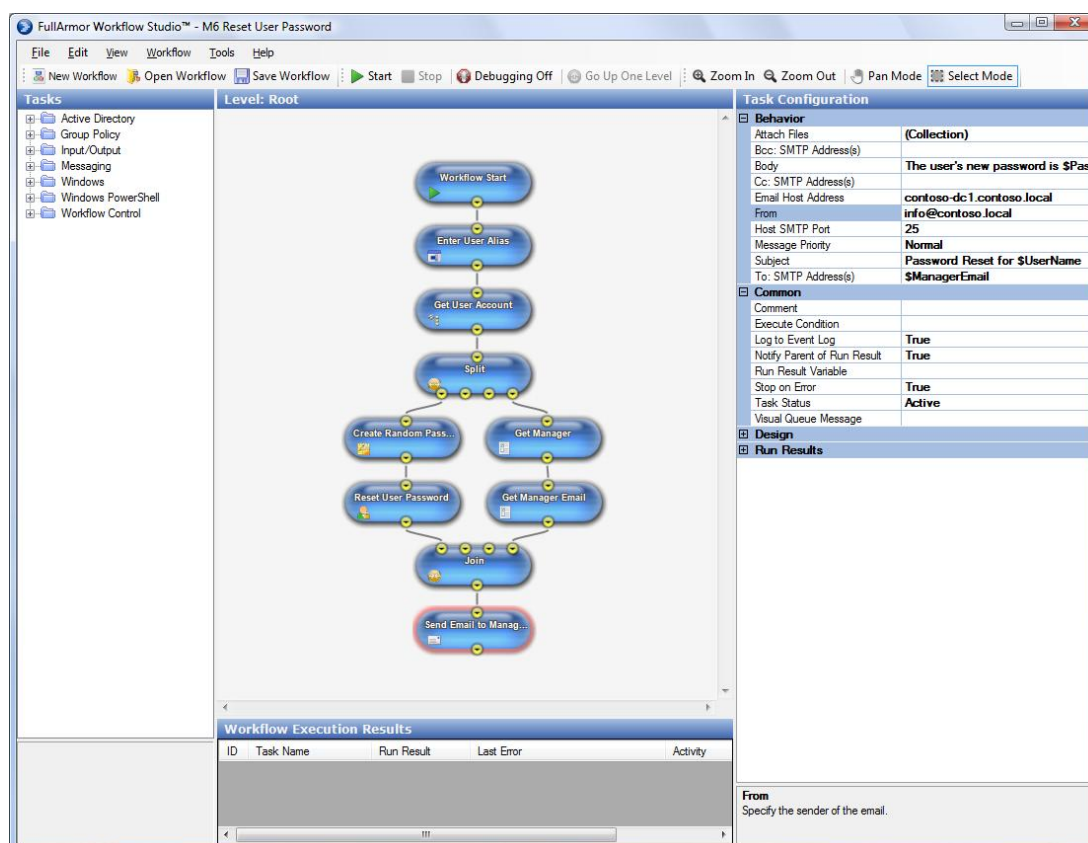 FullArmor Workflow Studio™ - M6 Reset User Password
File Edit View Workflow Tools Help
New Workflow Open Workflow Save Workflow Start Stop Debugging Off Go Up One Level Zoom In Zoom Out Pan Mode Select Mode
Tasks
Active Directory
Group Policy
Input/Output
Messaging
Windows
Windows PowerShell
Workflow Control
Level: Root
Workflow Start
Enter User Alias
Get User Account
Split
Create Random Pass... Get Manager
Reset User Password Get Manager Email
Join
Send Email to Manag...
Workflow Execution Results
ID Task Name Run Result Last Error Activity
Task Configuration
Behavior
Attach Files (Collection)
Bcc: SMTP Address(s)
Body The user's new password is $Pas
Cc: SMTP Address(s)
Email Host Address contoso-dc1.contoso.local
From info@contoso.local
Host SMTP Port 25
Message Priority Normal
Subject Password Reset for $UserName
To: SMTP Address(s) $ManagerEmail
Common
Comment
Execute Condition
Log to Event Log True
Notify Parent of Run Result True
Run Result Variable
Stop on Error True
Task Status Active
Visual Queue Message
Design
Run Results
From
Specify the sender of the email.